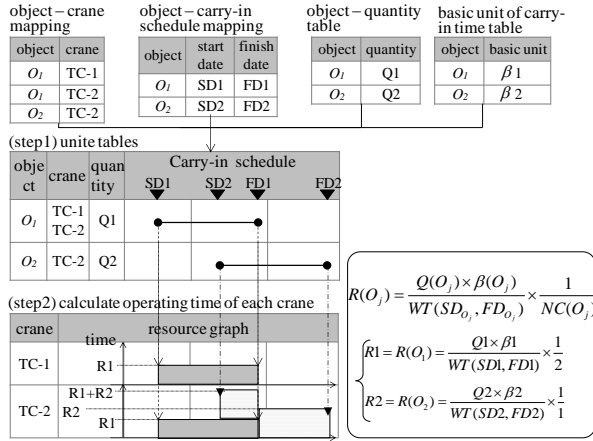 object – crane mapping
object crane
O1 TC-1
O1 TC-2
O2 TC-2
object – carry-in schedule mapping
object start date finish date
O1 SD1 FD1
O2 SD2 FD2
object – quantity table
object quantity
O1 Q1
O2 Q2
basic unit of carry-in time table
object basic unit
O1 β1
O2 β2
(step1) unite tables
object crane quantity Carry-in schedule
SD1 SD2 FD1 FD2
O1 TC-1 TC-2 Q1
O2 TC-2 Q2
(step2) calculate operating time of each crane
crane time resource graph
TC-1 R1
TC-2 R1+R2
R2
R1
R(Oj) = Q(Oj) × β(Oj) / WT(SDOj, FDOj) × 1 / NC(Oj)
R1 = R(O1) = Q1 × β1 / WT(SD1, FD1) × 1/2
R2 = R(O2) = Q2 × β2 / WT(SD2, FD2) × 1/1